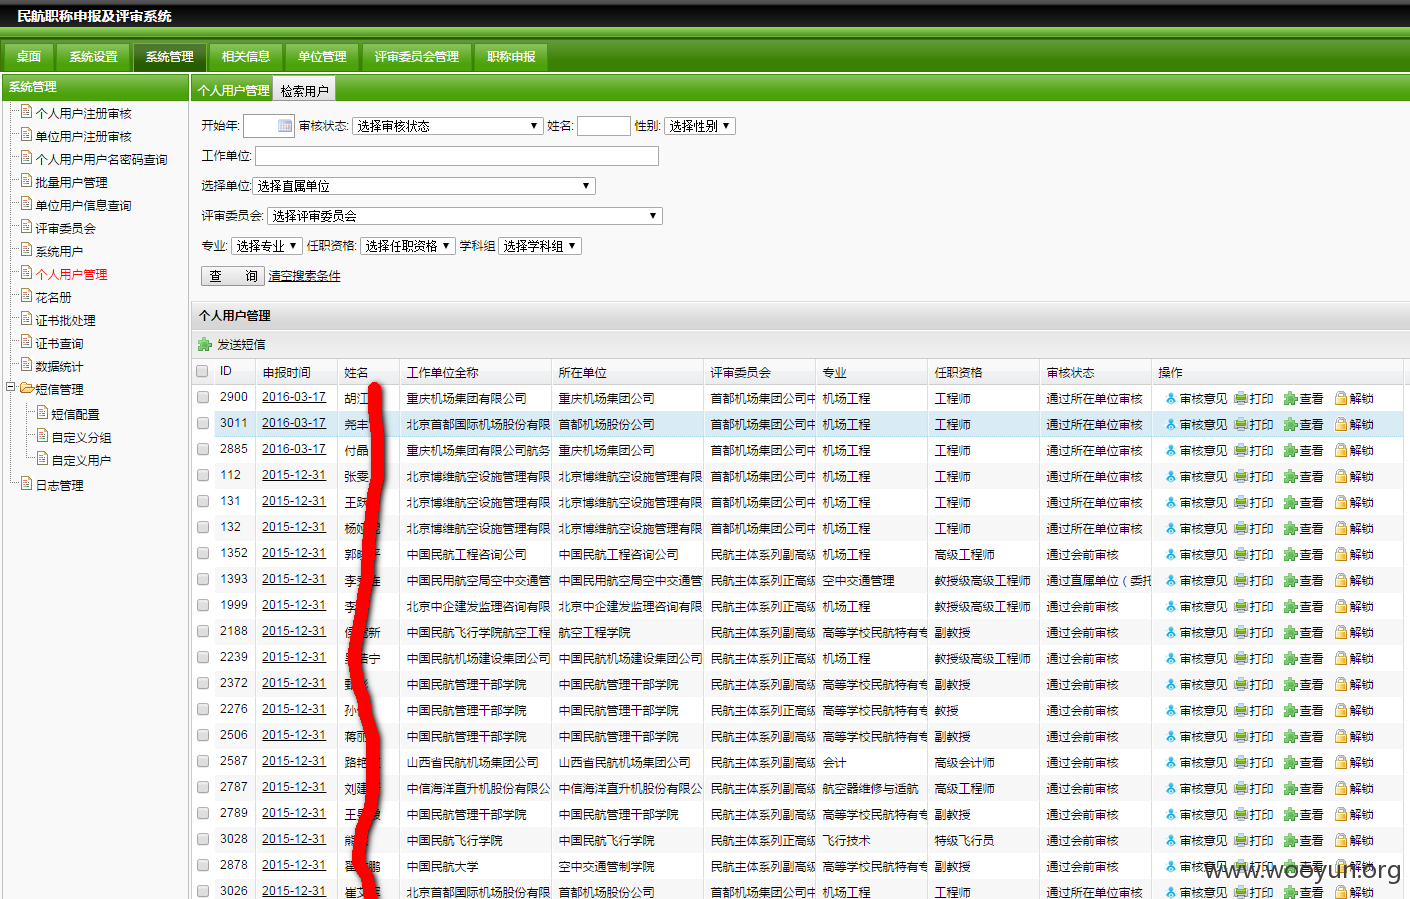 民航职称申报及评审系统
桌面 系统设置 系统管理 相关信息 单位管理 评审委员会管理 职称申报
系统管理
个人用户管理 检索用户
个人用户注册审核
单位用户注册审核
个人用户用户名密码查询
批量用户管理
单位用户信息查询
评审委员会
系统用户
个人用户管理
花名册
证书批处理
证书查询
数据统计
短信管理
短信配置
自定义分组
自定义用户
日志管理
开始年: 审核状态: 选择审核状态 姓名: 性别: 选择性别
工作单位:
选择单位: 选择直属单位
评审委员会: 选择评审委员会
专业: 选择专业 任职资格: 选择任职资格 学科组 选择学科组
查 询 清空搜索条件
个人用户管理
发送短信
ID 申报时间 姓名 工作单位全称 所在单位 评审委员会 专业 任职资格 审核状态 操作
2900 2016-03-17 胡江 重庆机场集团有限公司 重庆机场集团公司 首都机场集团公司中 机场工程 工程师 通过所在单位审核 审核意见 打印 查看 解锁
3011 2016-03-17 尧丰 北京首都国际机场股份有限 首都机场股份公司 首都机场集团公司中 机场工程 工程师 通过所在单位审核 审核意见 打印 查看 解锁
2885 2016-03-17 付晶 重庆机场集团有限公司航务 重庆机场集团公司 首都机场集团公司中 机场工程 工程师 通过所在单位审核 审核意见 打印 查看 解锁
112 2015-12-31 张雯 北京博维航空设施管理有限 北京博维航空设施管理有限 首都机场集团公司中 机场工程 工程师 通过所在单位审核 审核意见 打印 查看 解锁
131 2015-12-31 王跃 北京博维航空设施管理有限 北京博维航空设施管理有限 首都机场集团公司中 机场工程 工程师 通过所在单位审核 审核意见 打印 查看 解锁
132 2015-12-31 杨 北京博维航空设施管理有限 北京博维航空设施管理有限 首都机场集团公司中 机场工程 工程师 通过所在单位审核 审核意见 打印 查看 解锁
1352 2015-12-31 郭 平 中国民航工程咨询公司 中国民航工程咨询公司 民航主体系列副高级 机场工程 高级工程师 通过会前审核 审核意见 打印 查看 解锁
1393 2015-12-31 李 中国民用航空局空中交通管 中国民用航空局空中交通管 民航主体系列正高级 空中交通管理 教授级高级工程师 通过直属单位（委托 审核意见 打印 查看 解锁
1999 2015-12-31 李 北京中企建发监理咨询有限 北京中企建发监理咨询有限 民航主体系列正高级 机场工程 教授级高级工程师 通过会前审核 审核意见 打印 查看 解锁
2188 2015-12-31 新 中国民航飞行学院航空工程 航空工程学院 民航主体系列副高级 高等学校民航特有专 副教授 通过会前审核 审核意见 打印 查看 解锁
2239 2015-12-31 宁 中国民航机场建设集团公司 中国民航机场建设集团公司 民航主体系列正高级 机场工程 教授级高级工程师 通过会前审核 审核意见 打印 查看 解锁
2372 2015-12-31 中国民航管理干部学院 中国民航管理干部学院 民航主体系列副高级 高等学校民航特有专 副教授 通过会前审核 审核意见 打印 查看 解锁
2276 2015-12-31 孙 中国民航管理干部学院 中国民航管理干部学院 民航主体系列正高级 高等学校民航特有专 教授 通过会前审核 审核意见 打印 查看 解锁
2506 2015-12-31 蒋丽 中国民航管理干部学院 中国民航管理干部学院 民航主体系列副高级 高等学校民航特有专 副教授 通过会前审核 审核意见 打印 查看 解锁
2587 2015-12-31 路艳 山西省民航机场集团公司 山西省民航机场集团公司 民航主体系列副高级 会计 高级会计师 通过会前审核 审核意见 打印 查看 解锁
2787 2015-12-31 刘建 中信海洋直升机股份有限公 中信海洋直升机股份有限公 民航主体系列副高级 航空器维修与适航 高级工程师 通过会前审核 审核意见 打印 查看 解锁
2789 2015-12-31 王 中国民航飞行学院 中国民航飞行学院 民航主体系列副高级 高等学校民航特有专 副教授 通过会前审核 审核意见 打印 查看 解锁
3028 2015-12-31 熊 中国民航飞行学院 中国民航飞行学院 民航主体系列正高级 飞行技术 特级飞行员 通过会前审核 审核意见 打印 查看 解锁
2878 2015-12-31 翟 鹏 中国民航大学 空中交通管制学院 民航主体系列副高级 高等学校民航特有专 副教授 通过会前审核 审核意见 打印 查看 解锁
3026 2015-12-31 崔艾 北京首都国际机场股份有限 首都机场股份公司 首都机场集团公司中 机场工程 工程师 通过所在单位审核 审核意见 打印 查看 解锁
www.wooyun.org